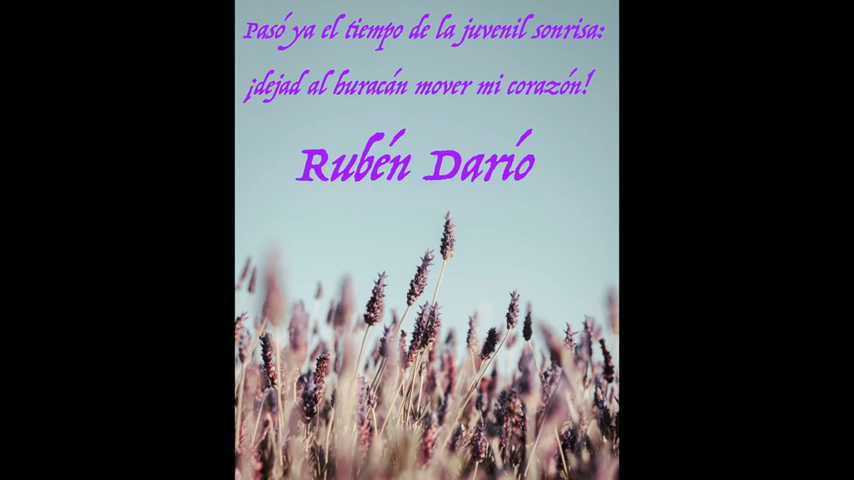 Pasó ya el tiempo de la juvenil sonrisa:
¡dejad al huracán mover mi corazón!
Rubén Darío